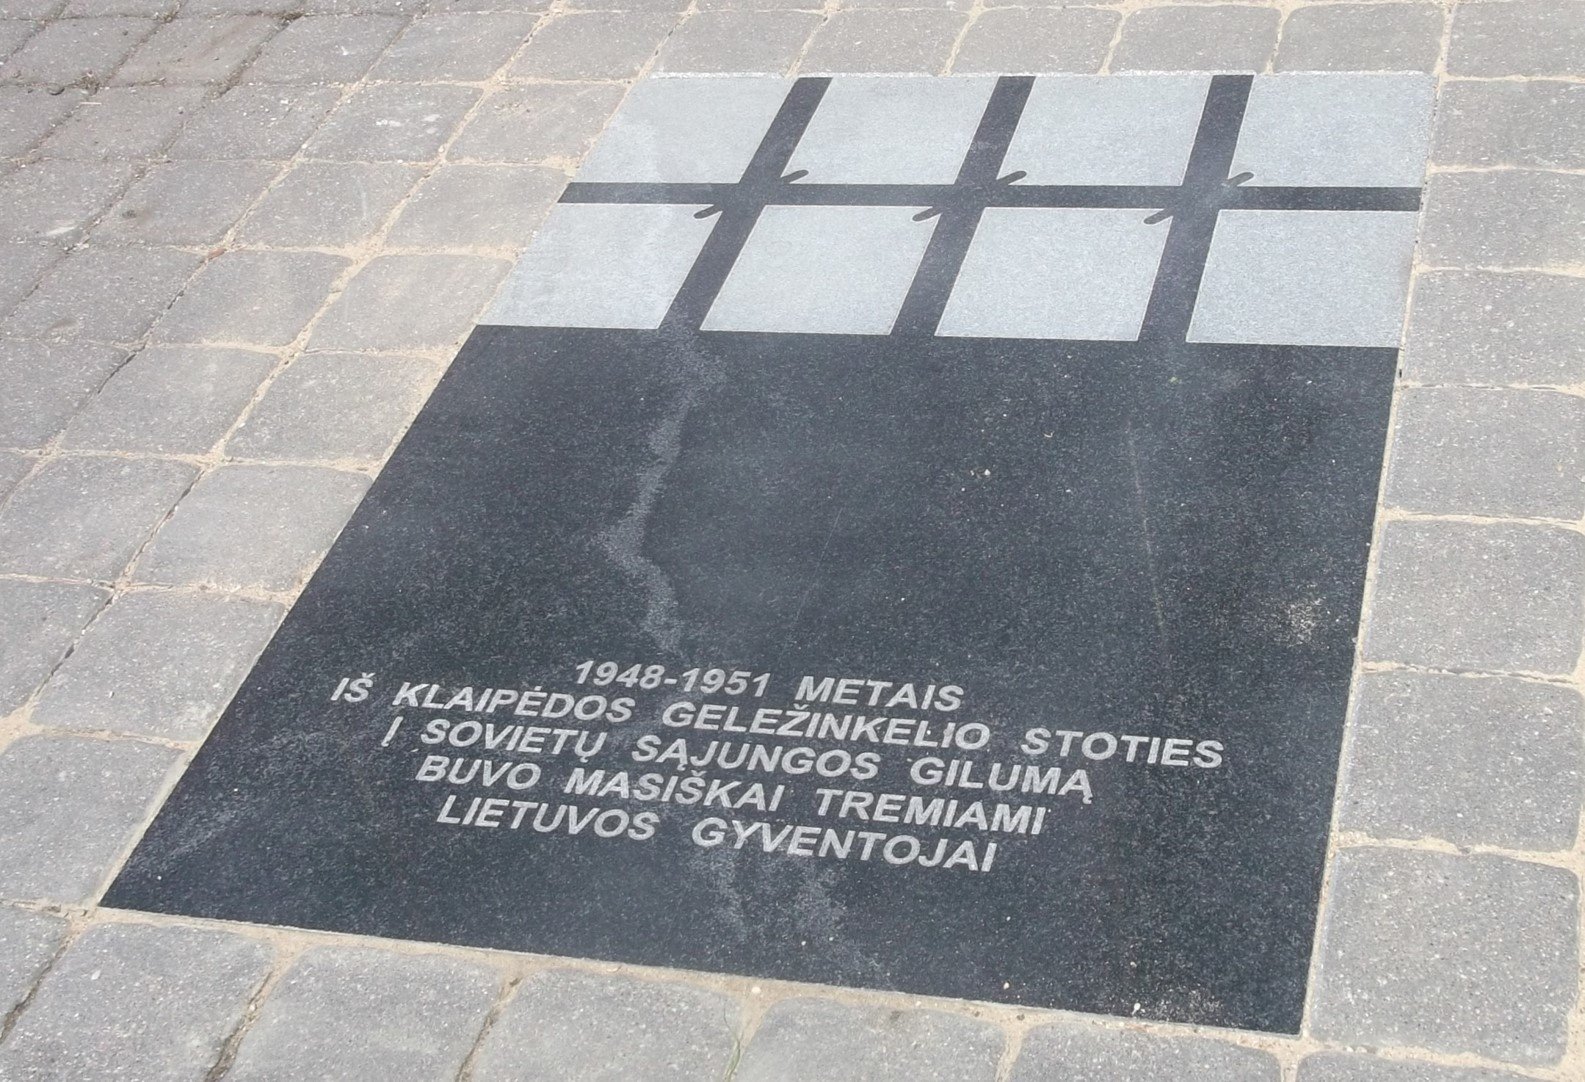 1948-1951 METAIS
IŠ KLAIPĖDOS GELEŽINKELIO STOTIES
Į SOVIETŲ SĄJUNGOS GILUMĄ
BUVO MASIŠKAI TREMIAMI
LIETUVOS GYVENTOJAI